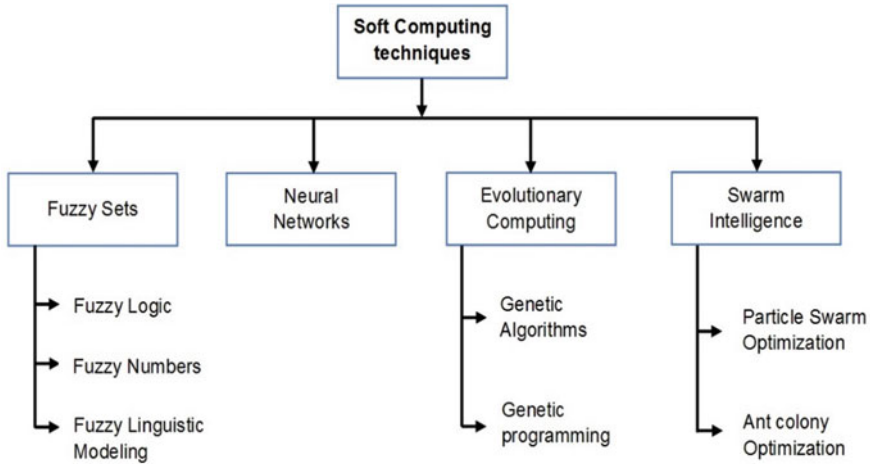 Soft Computing
techniques
Fuzzy Sets
Neural
Networks
Evolutionary
Computing
Swarm
Intelligence
Fuzzy Logic
Fuzzy Numbers
Fuzzy Linguistic
Modeling
Genetic
Algorithms
Genetic
programming
Particle Swarm
Optimization
Ant colony
Optimization